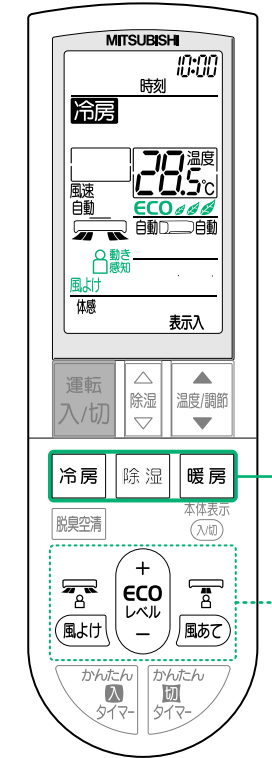 MITSUBISHI
10:00
時刻
冷房
28.5℃ 温度
風速
自動
ECO
自動 自動
動き
感知
風よけ
体感
表示入
運転
入/切
△
除湿
▽
▲
温度/調節
▼
冷房 除湿 暖房
脱臭空清
本体表示
入/切
+
ECO
レベル
−
風よけ 風あて
かんたん
入
タイマー
かんたん
切
タイマー